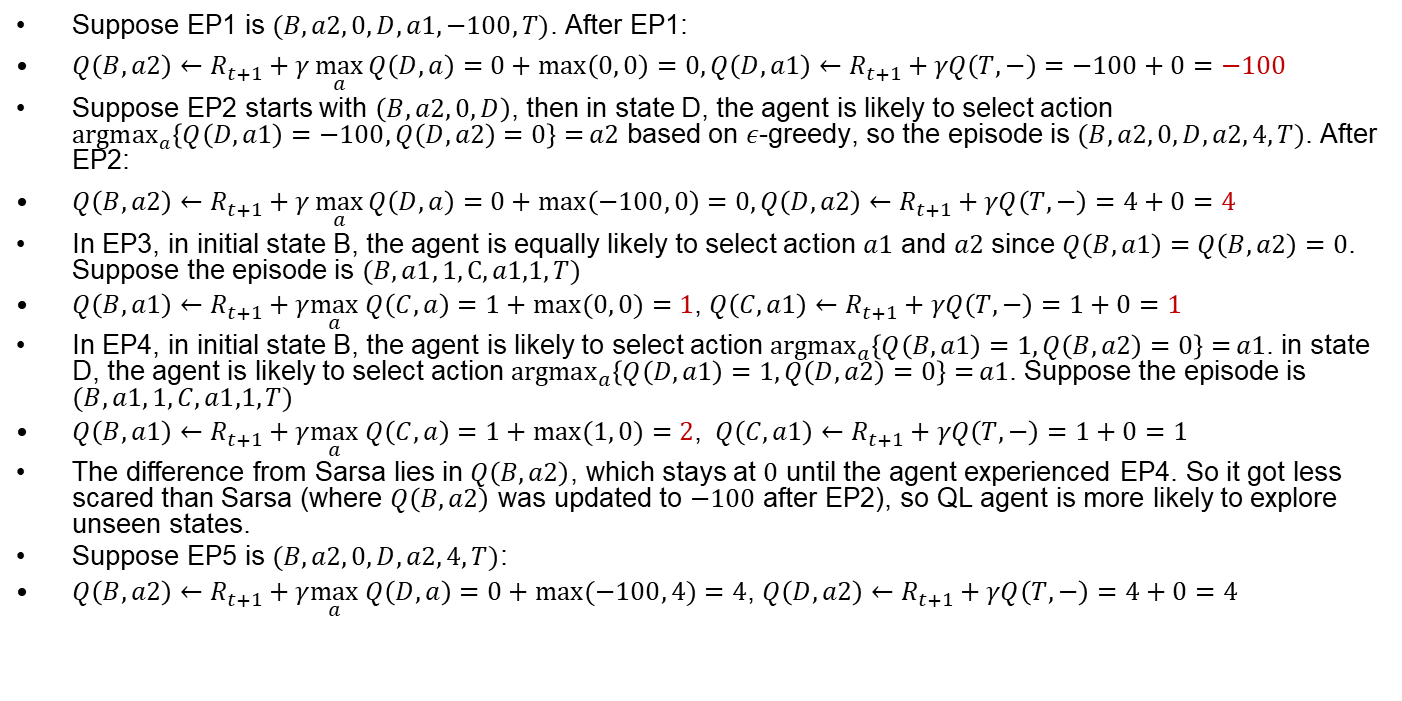 • Suppose EP1 is (B, a2, 0, D, a1, −100, T). After EP1:
• Q(B, a2) ← R_{t+1} + γ max_a Q(D, a) = 0 + max(0, 0) = 0, Q(D, a1) ← R_{t+1} + γQ(T, −) = −100 + 0 = −100
• Suppose EP2 starts with (B, a2, 0, D), then in state D, the agent is likely to select action
argmax_a{Q(D, a1) = −100, Q(D, a2) = 0} = a2 based on ϵ-greedy, so the episode is (B, a2, 0, D, a2, 4, T). After
EP2:
• Q(B, a2) ← R_{t+1} + γ max_a Q(D, a) = 0 + max(−100, 0) = 0, Q(D, a2) ← R_{t+1} + γQ(T, −) = 4 + 0 = 4
• In EP3, in initial state B, the agent is equally likely to select action a1 and a2 since Q(B, a1) = Q(B, a2) = 0.
Suppose the episode is (B, a1, 1, C, a1,1, T)
• Q(B, a1) ← R_{t+1} + γmax_a Q(C, a) = 1 + max(0, 0) = 1, Q(C, a1) ← R_{t+1} + γQ(T, −) = 1 + 0 = 1
• In EP4, in initial state B, the agent is likely to select action argmax_a{Q(B, a1) = 1, Q(B, a2) = 0} = a1. in state
D, the agent is likely to select action argmax_a{Q(D, a1) = 1, Q(D, a2) = 0} = a1. Suppose the episode is
(B, a1, 1, C, a1,1, T)
• Q(B, a1) ← R_{t+1} + γmax_a Q(C, a) = 1 + max(1, 0) = 2, Q(C, a1) ← R_{t+1} + γQ(T, −) = 1 + 0 = 1
• The difference from Sarsa lies in Q(B, a2), which stays at 0 until the agent experienced EP4. So it got less
scared than Sarsa (where Q(B, a2) was updated to −100 after EP2), so QL agent is more likely to explore
unseen states.
• Suppose EP5 is (B, a2, 0, D, a2, 4, T):
• Q(B, a2) ← R_{t+1} + γmax_a Q(D, a) = 0 + max(−100, 4) = 4, Q(D, a2) ← R_{t+1} + γQ(T, −) = 4 + 0 = 4